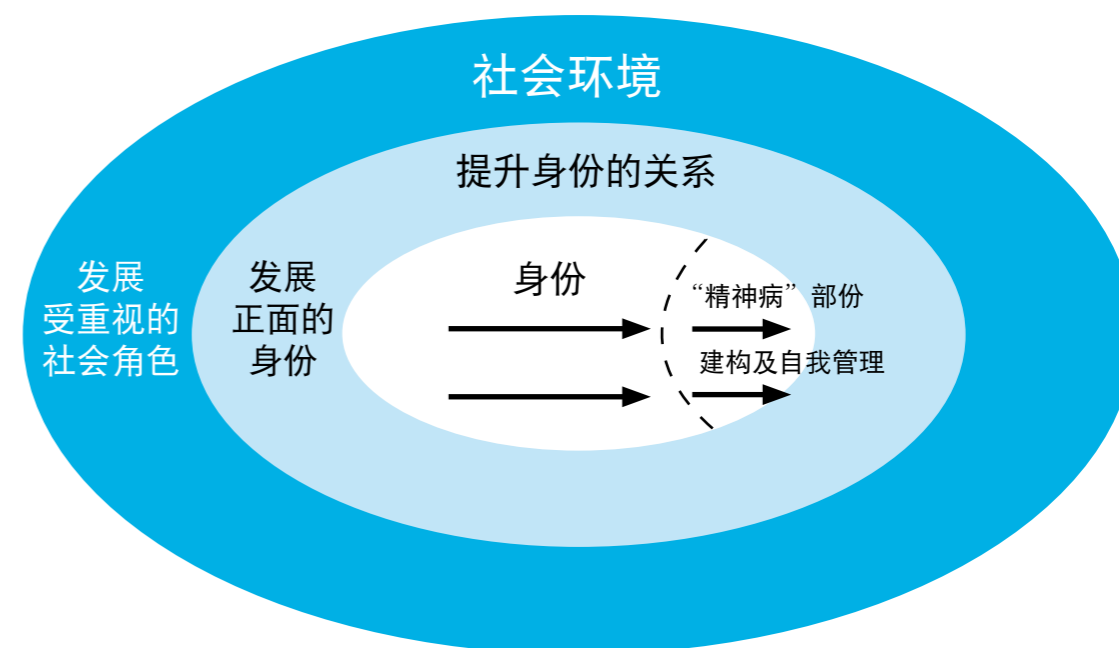 社会环境
提升身份的关系
发展
受重视的
社会角色
发展
正面的
身份
身份
“精神病”部份
建构及自我管理